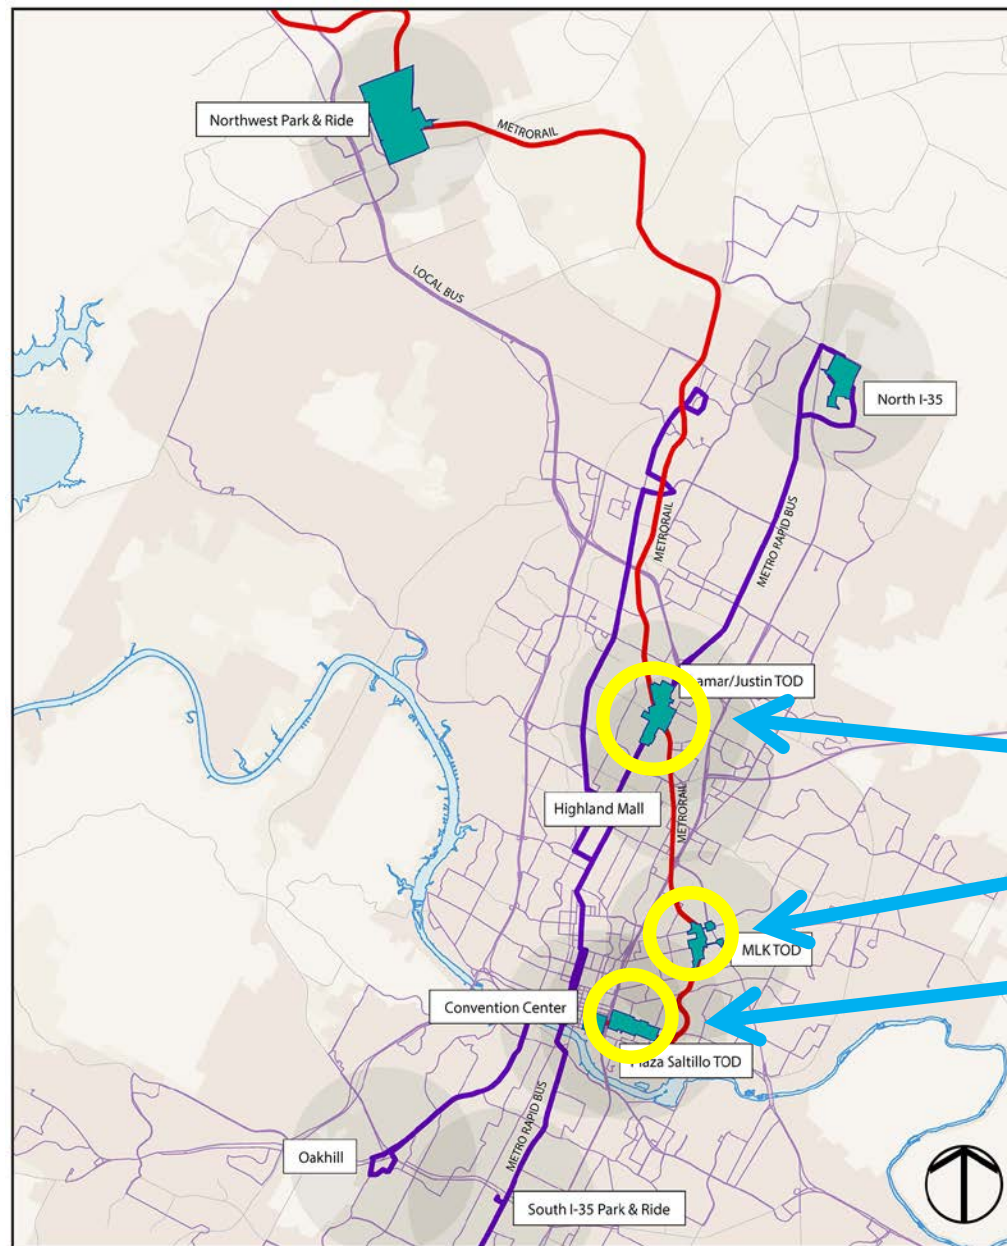 Northwest Park & Ride
METRORAIL
LOCAL BUS
North I-35
METRO RAPID BUS
METRORAIL
amar/Justin TOD
Highland Mall
METRORAIL
MLK TOD
Convention Center
Plaza Saltillo TOD
METRO RAPID BUS
Oakhill
South I-35 Park & Ride